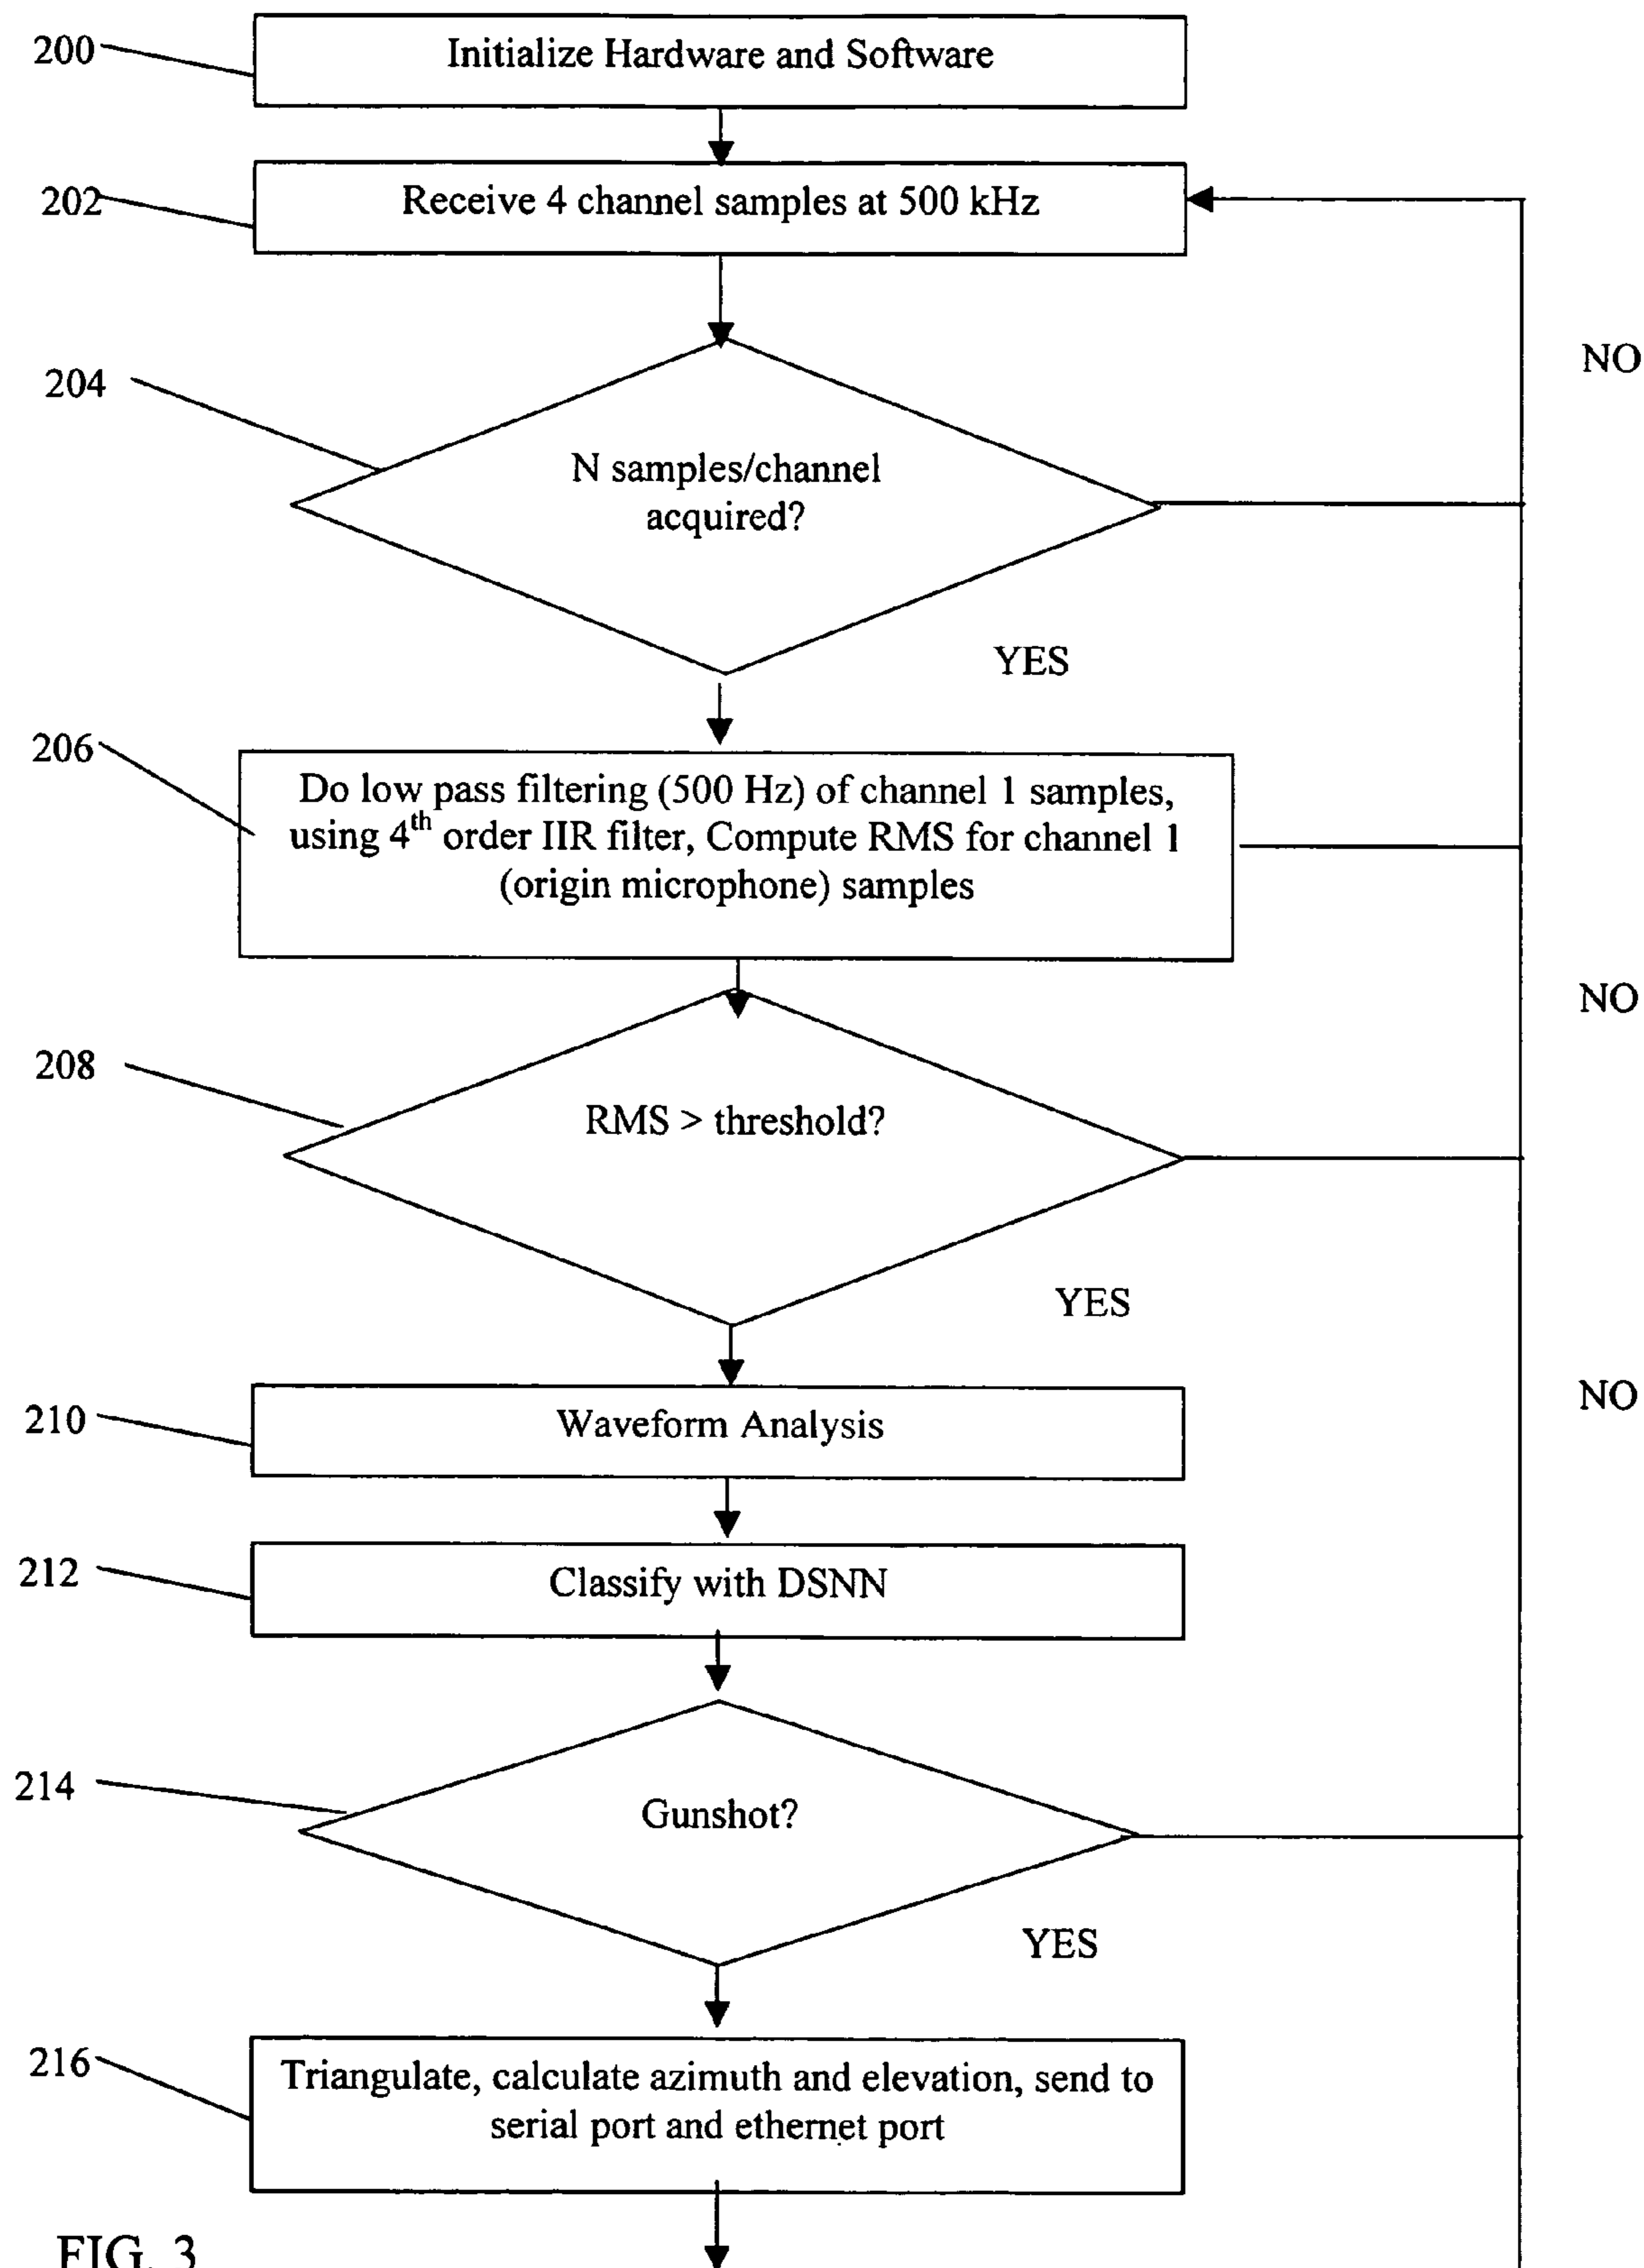 200
Initialize Hardware and Software
202
Receive 4 channel samples at 500 kHz
NO
204
N samples/channel
acquired?
YES
206
Do low pass filtering (500 Hz) of channel 1 samples,
using 4th order IIR filter, Compute RMS for channel 1
(origin microphone) samples
NO
208
RMS > threshold?
YES
NO
210
Waveform Analysis
212
Classify with DSNN
214
Gunshot?
YES
216
Triangulate, calculate azimuth and elevation, send to
serial port and ethernet port
FIG. 3